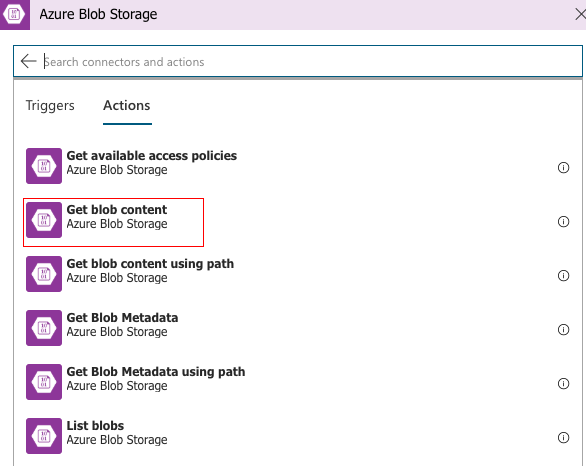 Azure Blob Storage
Search connectors and actions
Triggers Actions
Get available access policies
Azure Blob Storage
Get blob content
Azure Blob Storage
Get blob content using path
Azure Blob Storage
Get Blob Metadata
Azure Blob Storage
Get Blob Metadata using path
Azure Blob Storage
List blobs
Azure Blob Storage